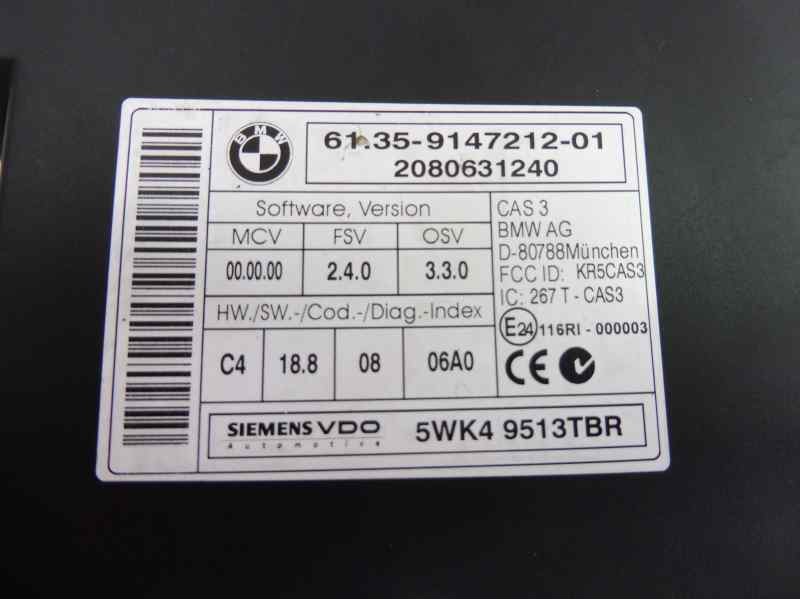 BMW
61.35-9147212-01
2080631240
Software, Version
MCV FSV OSV
00.00.00 2.4.0 3.3.0
HW./SW.-/Cod.-/Diag.-Index
C4 18.8 08 06A0
CAS 3
BMW AG
D-80788München
FCC ID: KR5CAS3
IC: 267 T - CAS3
E24 116RI - 000003
CE
SIEMENS VDO
Automotive
5WK4 9513TBR